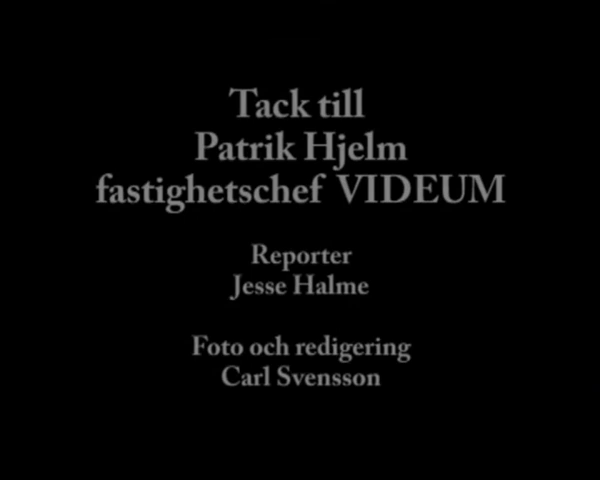 Tack till
Patrik Hjelm
fastighetschef VIDEUM
Reporter
Jesse Halme
Foto och redigering
Carl Svensson